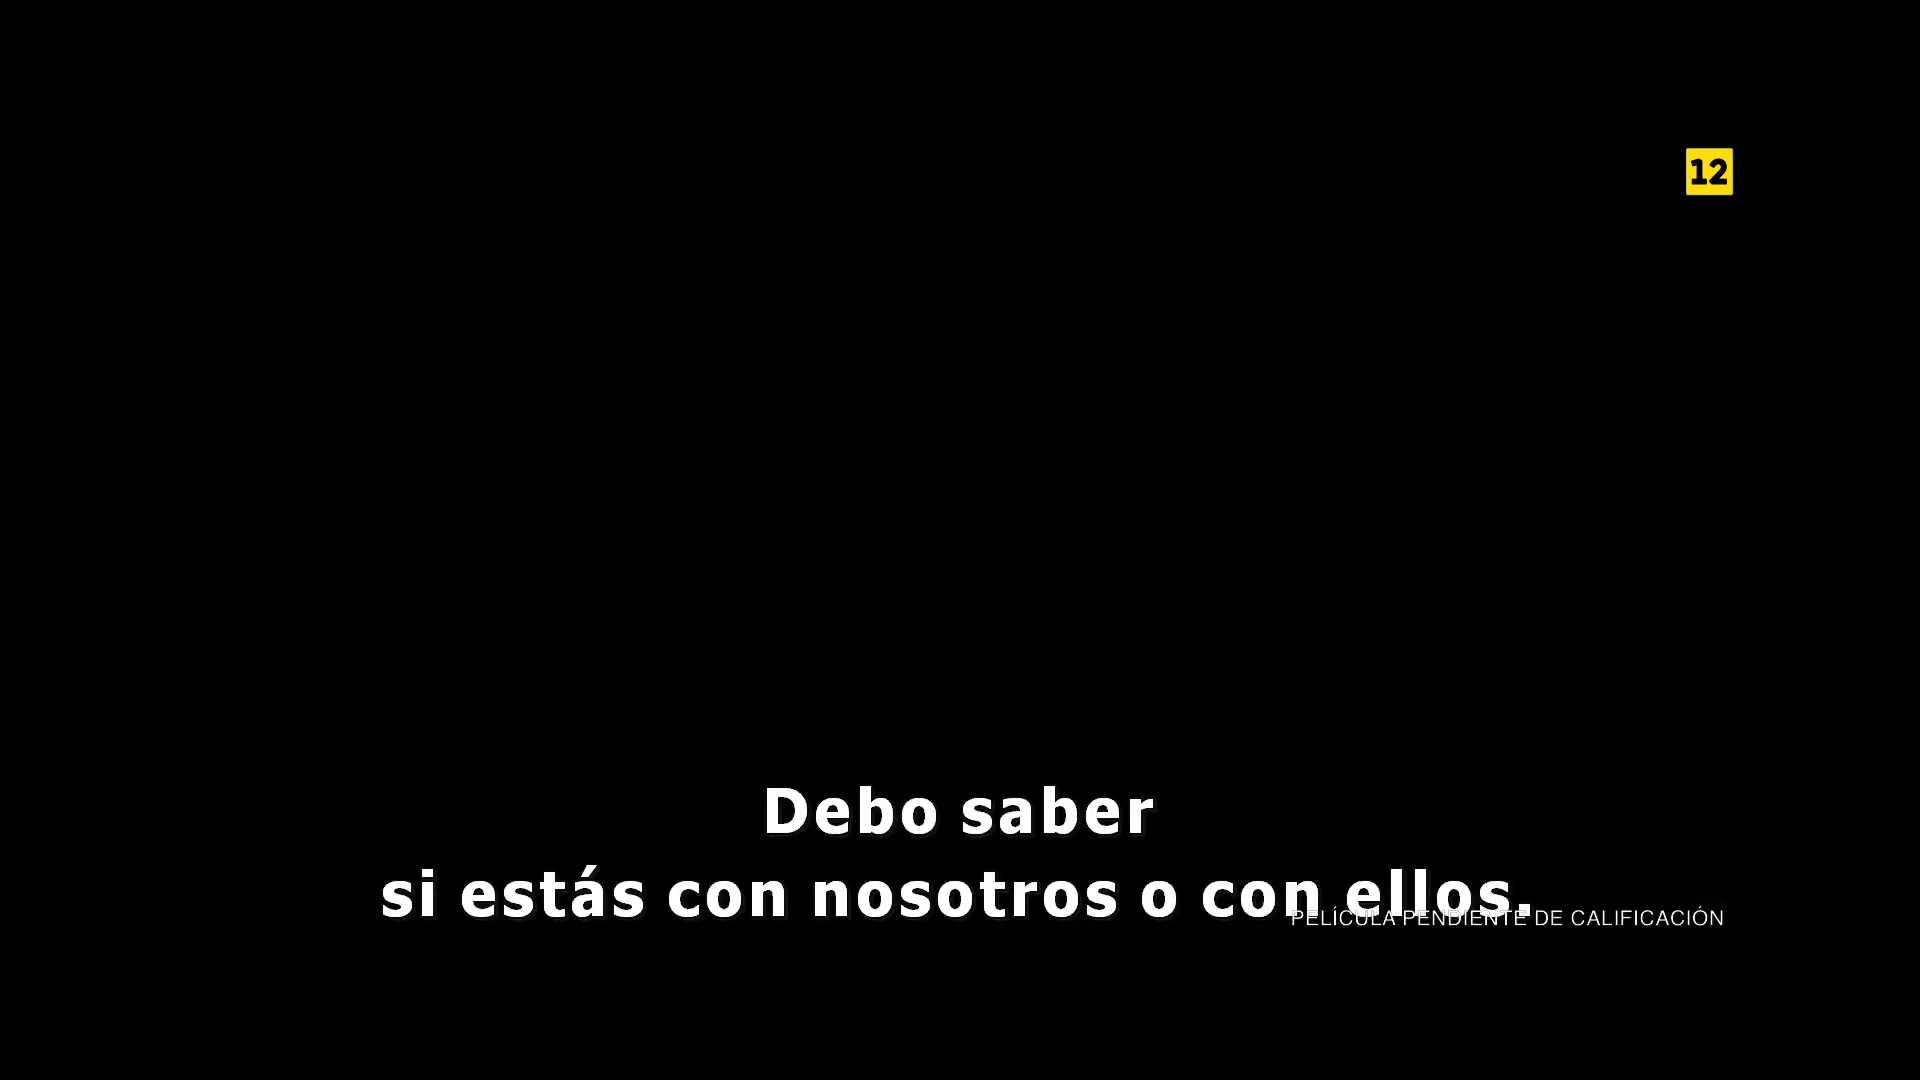 12
Debo saber
si estás con nosotros o con ellos.
PELÍCULA PENDIENTE DE CALIFICACIÓN